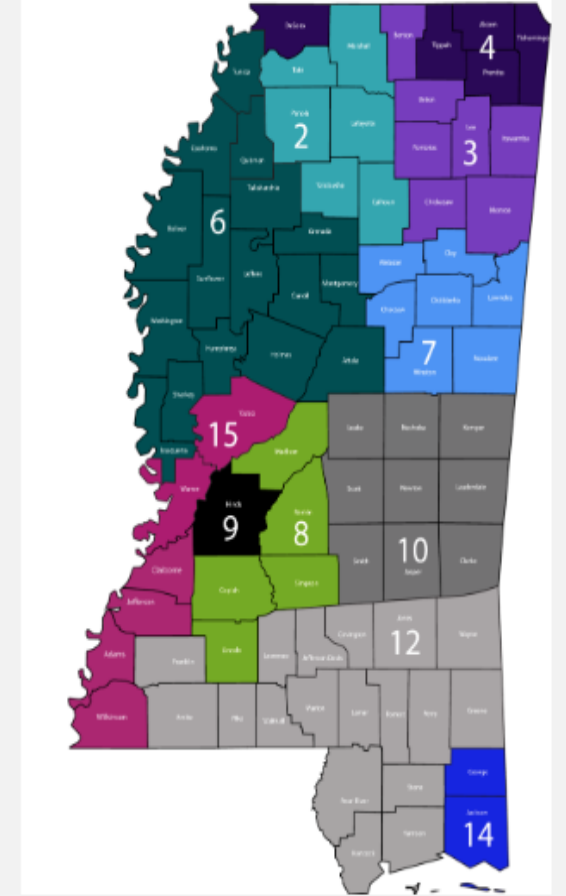 DeSoto
Marshall
Benton
Tippah
Alcorn
4
Tishomingo
Prentiss
Tunica
Tate
Panola
2
Lafayette
Union
Lee
3
Pontotoc
Itawamba
Coahoma
Quitman
Tallahatchie
Yalobusha
Calhoun
Chickasaw
Monroe
Bolivar
6
Grenada
Webster
Clay
Sunflower
Leflore
Carroll
Montgomery
Choctaw
Oktibbeha
Lowndes
Washington
Humphreys
Holmes
Attala
7
Winston
Noxubee
Sharkey
Issaquena
Yazoo
15
Madison
Leake
Neshoba
Kemper
Warren
Hinds
9
Rankin
8
Scott
Newton
Lauderdale
Smith
10
Jasper
Clarke
Claiborne
Copiah
Simpson
Jefferson
Adams
Franklin
Lincoln
Lawrence
Jefferson Davis
Covington
Jones
12
Wayne
Wilkinson
Amite
Pike
Marion
Lamar
Forrest
Perry
Greene
Pearl River
Stone
George
Hancock
Harrison
Jackson
14